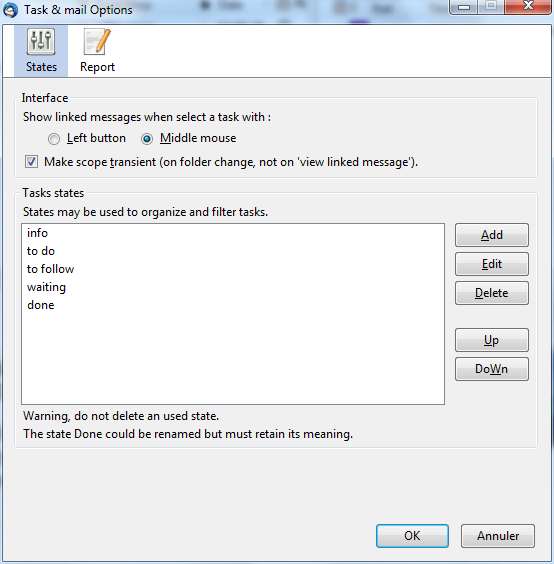 Task & mail Options
States
Report
Interface
Show linked messages when select a task with :
Left button
Middle mouse
Make scope transient (on folder change, not on 'view linked message').
Tasks states
States may be used to organize and filter tasks.
info
to do
to follow
waiting
done
Add
Edit
Delete
Up
DoWn
Warning, do not delete an used state.
The state Done could be renamed but must retain its meaning.
OK
Annuler